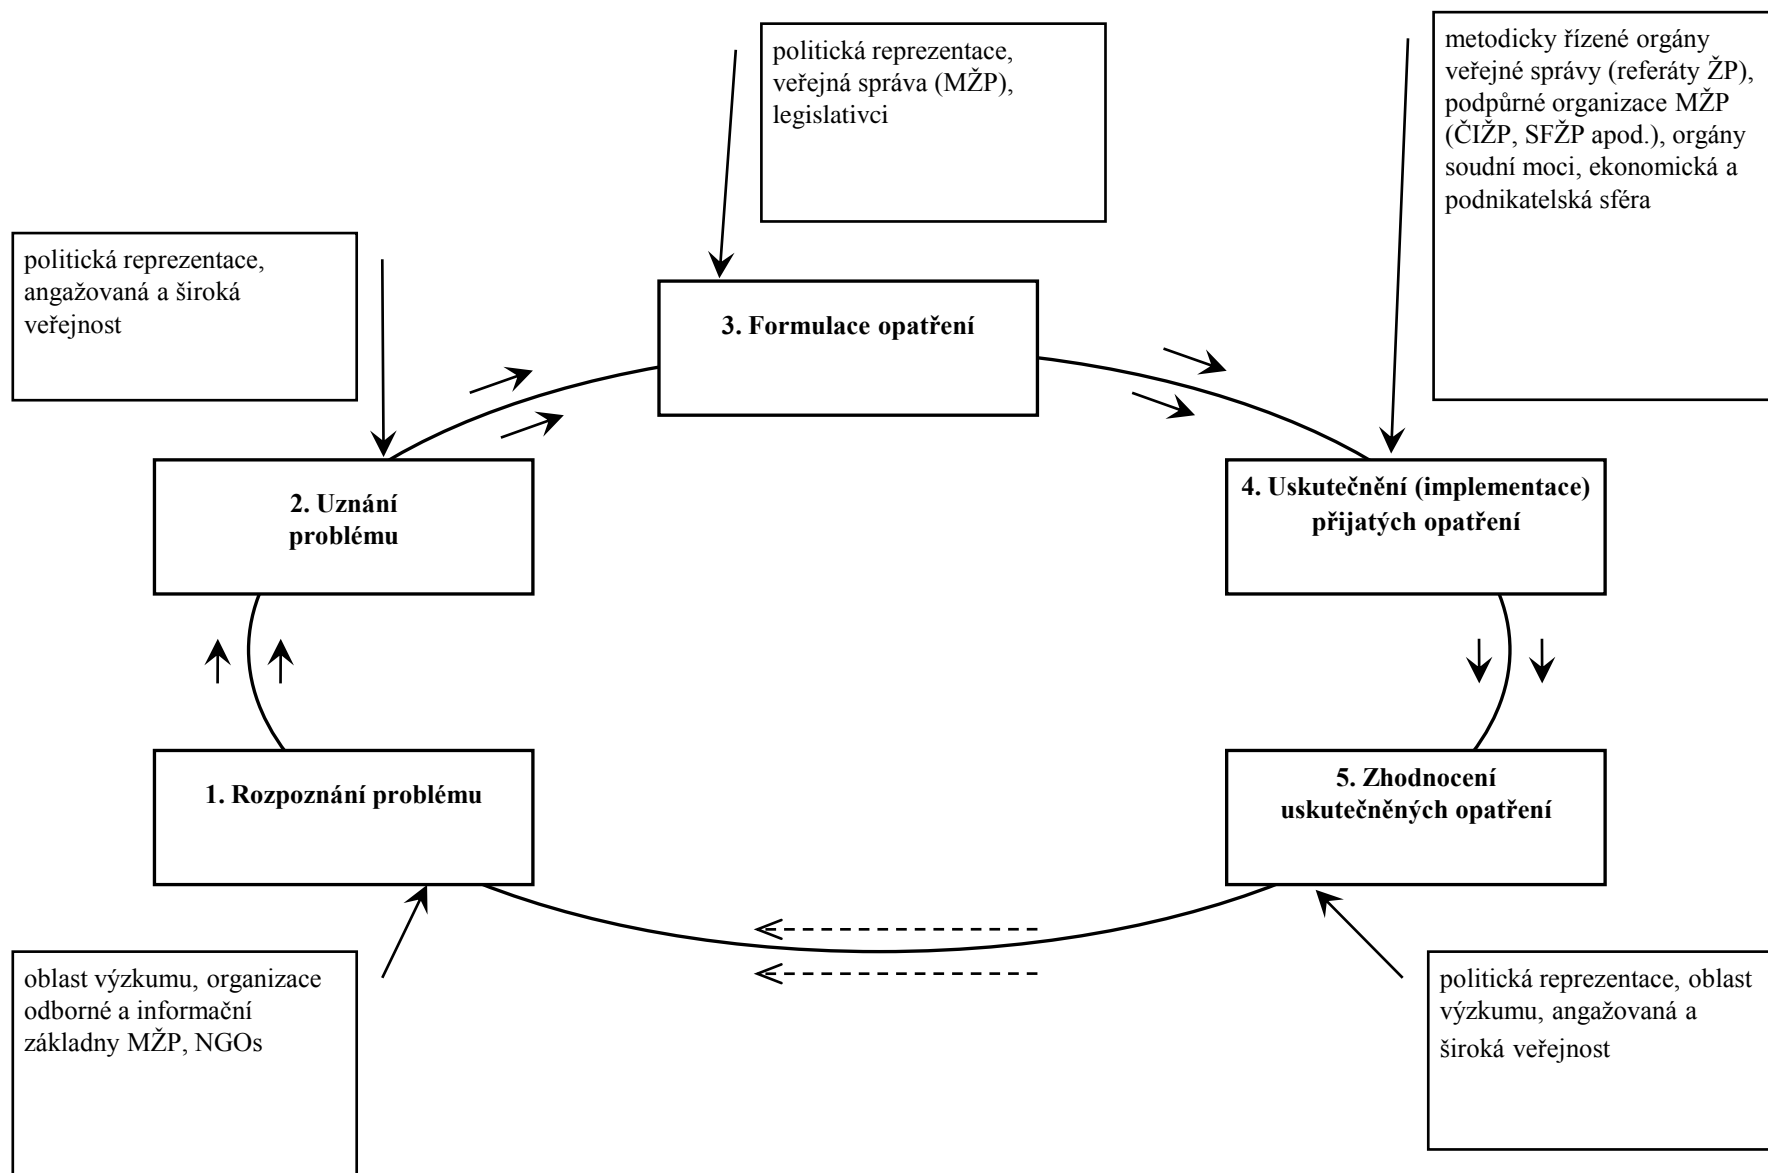 politická reprezentace,
veřejná správa (MŽP),
legislativci
metodicky řízené orgány
veřejné správy (referáty ŽP),
podpůrné organizace MŽP
(ČIŽP, SFŽP apod.), orgány
soudní moci, ekonomická a
podnikatelská sféra
politická reprezentace,
angažovaná a široká
veřejnost
3. Formulace opatření
2. Uznání
problému
4. Uskutečnění (implementace)
přijatých opatření
1. Rozpoznání problému
5. Zhodnocení
uskutečněných opatření
oblast výzkumu, organizace
odborné a informační
základny MŽP, NGOs
politická reprezentace, oblast
výzkumu, angažovaná a
široká veřejnost